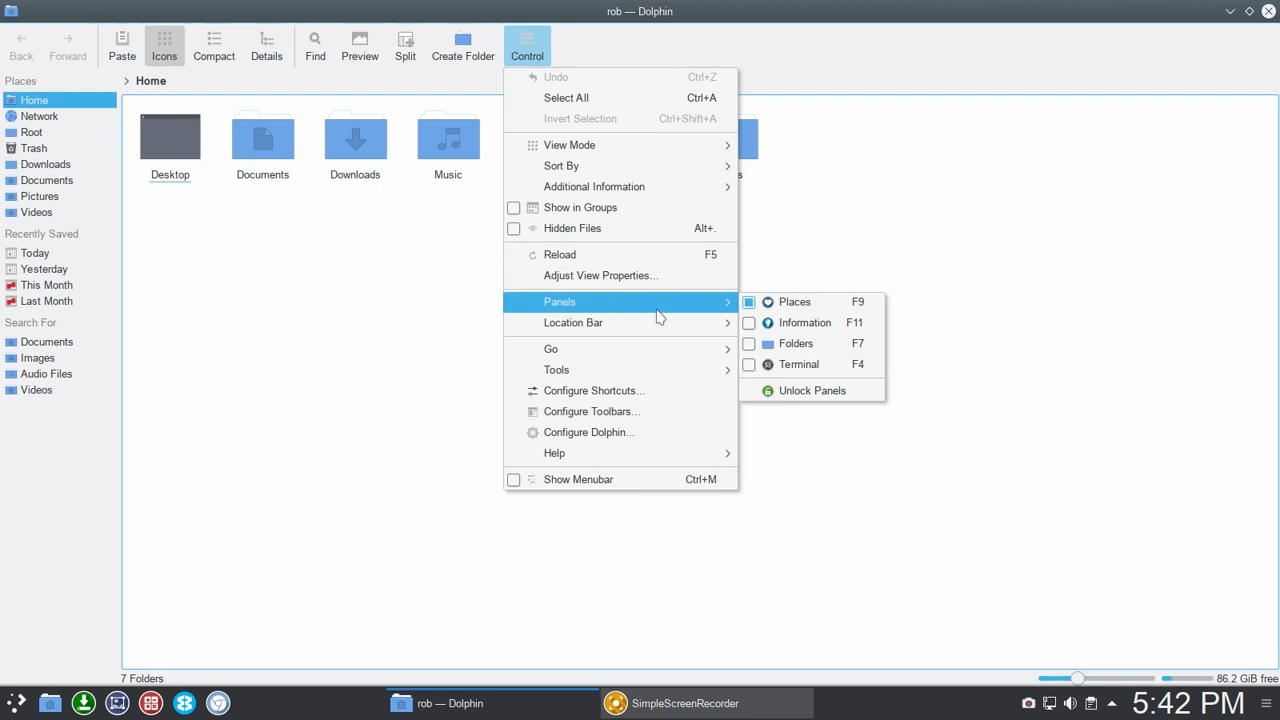 rob — Dolphin
Back
Forward
Paste
Icons
Compact
Details
Find
Preview
Split
Create Folder
Control
Places
Home
Network
Root
Trash
Downloads
Documents
Pictures
Videos
Recently Saved
Today
Yesterday
This Month
Last Month
Search For
Documents
Images
Audio Files
Videos
> Home
Desktop
Documents
Downloads
Music
s
Undo Ctrl+Z
Select All Ctrl+A
Invert Selection Ctrl+Shift+A
View Mode
Sort By
Additional Information
Show in Groups
Hidden Files Alt+.
Reload F5
Adjust View Properties...
Panels
Location Bar
Go
Tools
Configure Shortcuts...
Configure Toolbars...
Configure Dolphin...
Help
Show Menubar Ctrl+M
Places F9
Information F11
Folders F7
Terminal F4
Unlock Panels
7 Folders
86.2 GiB free
rob — Dolphin
SimpleScreenRecorder
5:42 PM